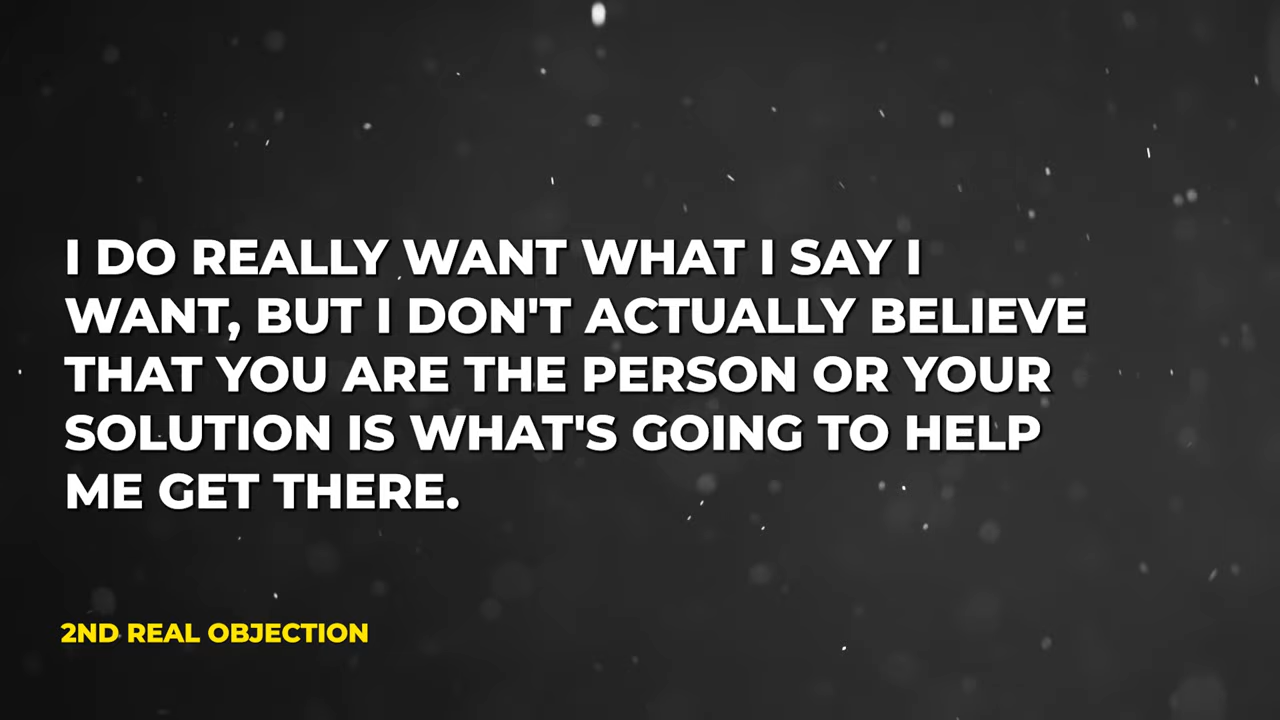 I DO REALLY WANT WHAT I SAY I
WANT, BUT I DON'T ACTUALLY BELIEVE
THAT YOU ARE THE PERSON OR YOUR
SOLUTION IS WHAT'S GOING TO HELP
ME GET THERE.
2ND REAL OBJECTION